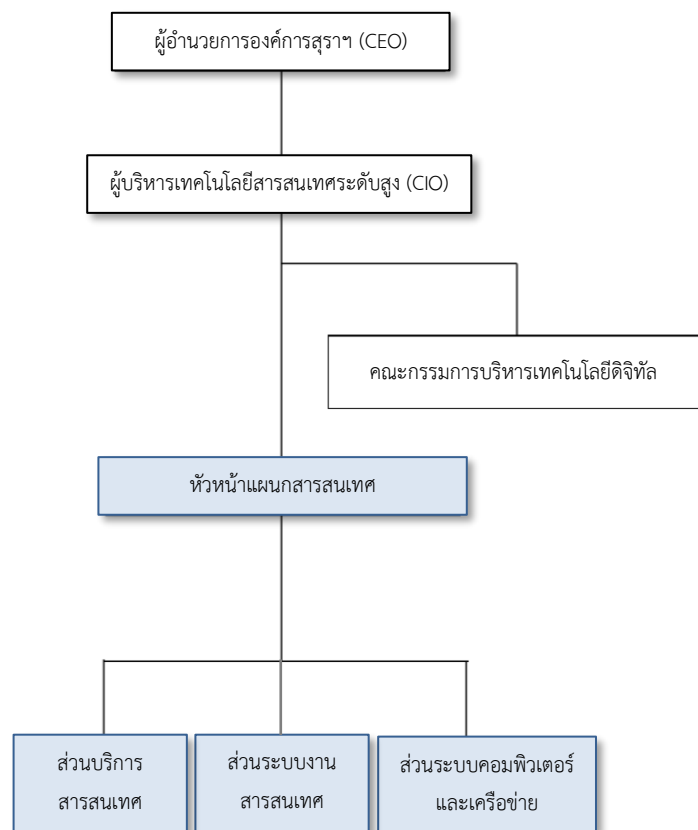 ผู้อำนวยการองค์การสุราฯ (CEO)
ผู้บริหารเทคโนโลยีสารสนเทศระดับสูง (CIO)
คณะกรรมการบริหารเทคโนโลยีดิจิทัล
หัวหน้าแผนกสารสนเทศ
ส่วนบริการ
สารสนเทศ
ส่วนระบบงาน
สารสนเทศ
ส่วนระบบคอมพิวเตอร์
และเครือข่าย